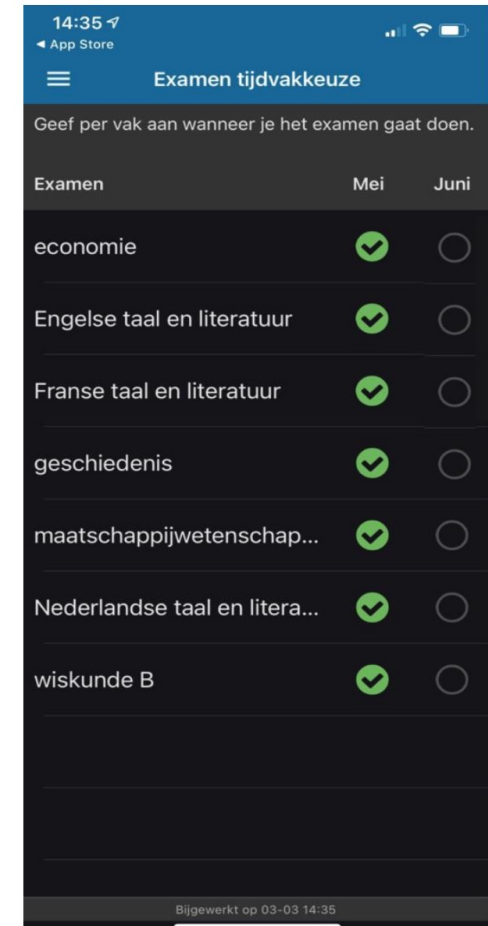 14:35
◄ App Store
Examen tijdvakkeuze
Geef per vak aan wanneer je het examen gaat doen.
Examen Mei Juni
economie
Engelse taal en literatuur
Franse taal en literatuur
geschiedenis
maatschappijwetenschap...
Nederlandse taal en litera...
wiskunde B
Bijgewerkt op 03-03 14:35